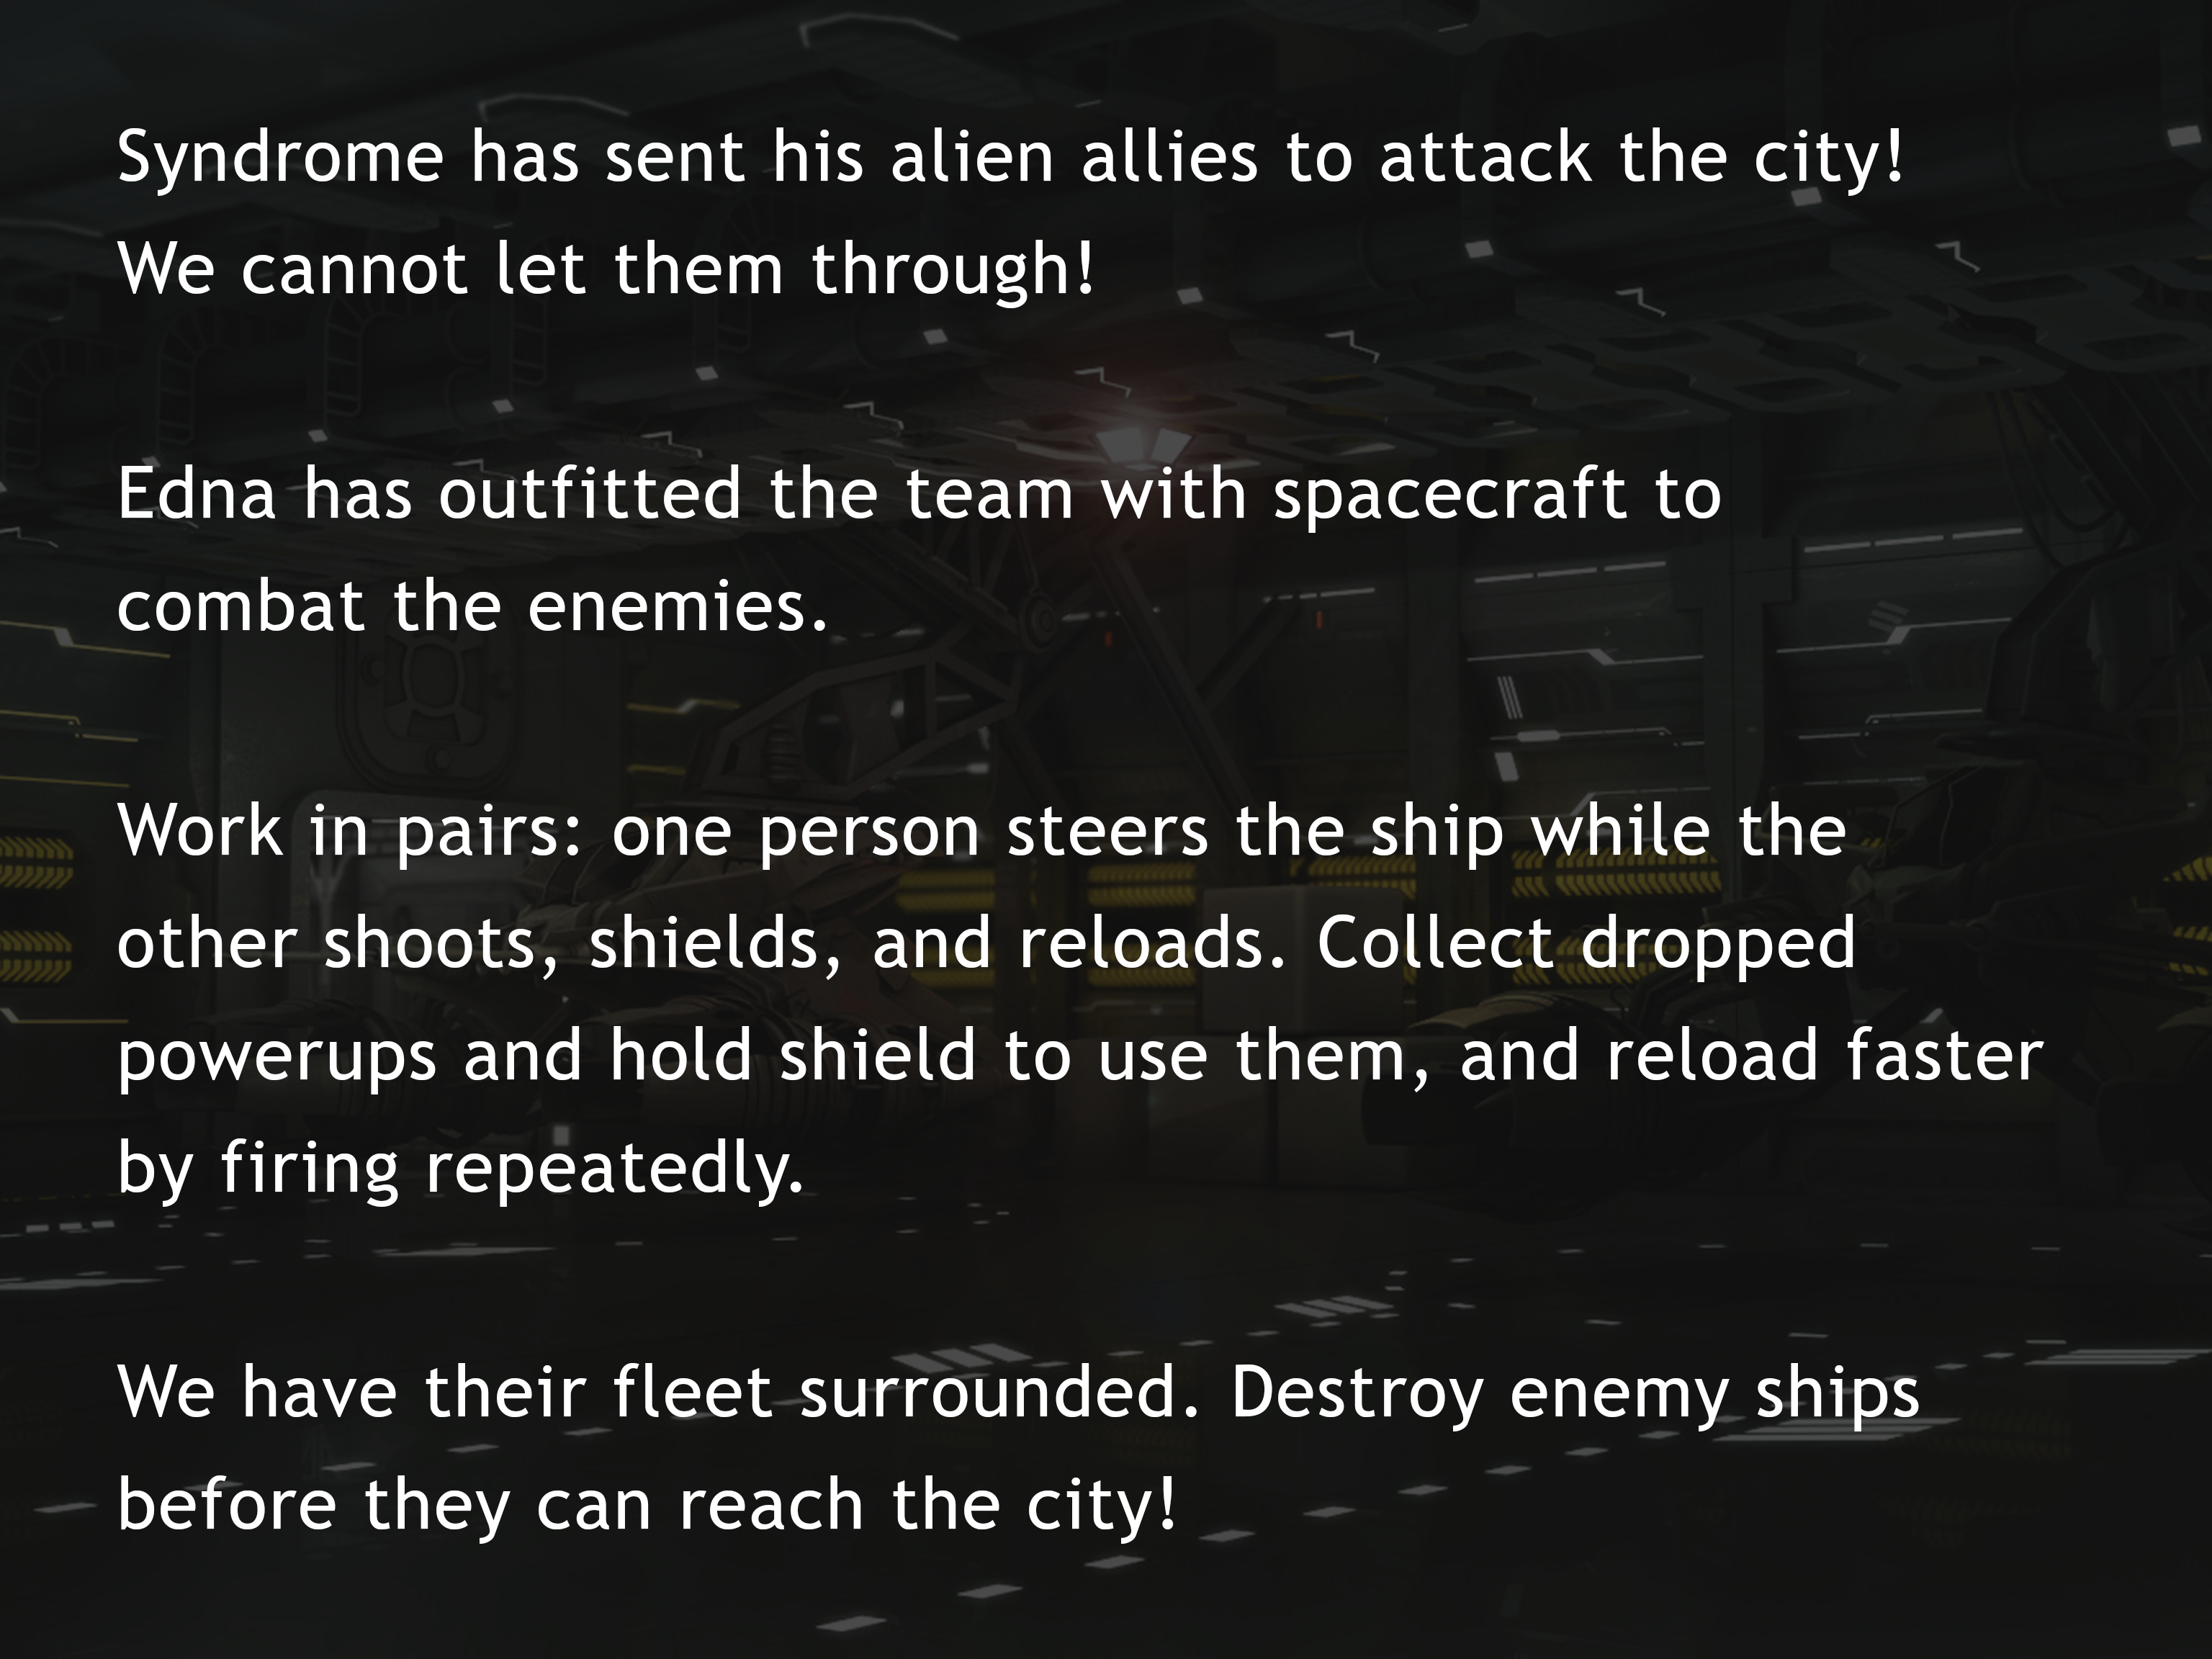 Syndrome has sent his alien allies to attack the city!
We cannot let them through!
Edna has outfitted the team with spacecraft to
combat the enemies.
Work in pairs: one person steers the ship while the
other shoots, shields, and reloads. Collect dropped
powerups and hold shield to use them, and reload faster
by firing repeatedly.
We have their fleet surrounded. Destroy enemy ships
before they can reach the city!